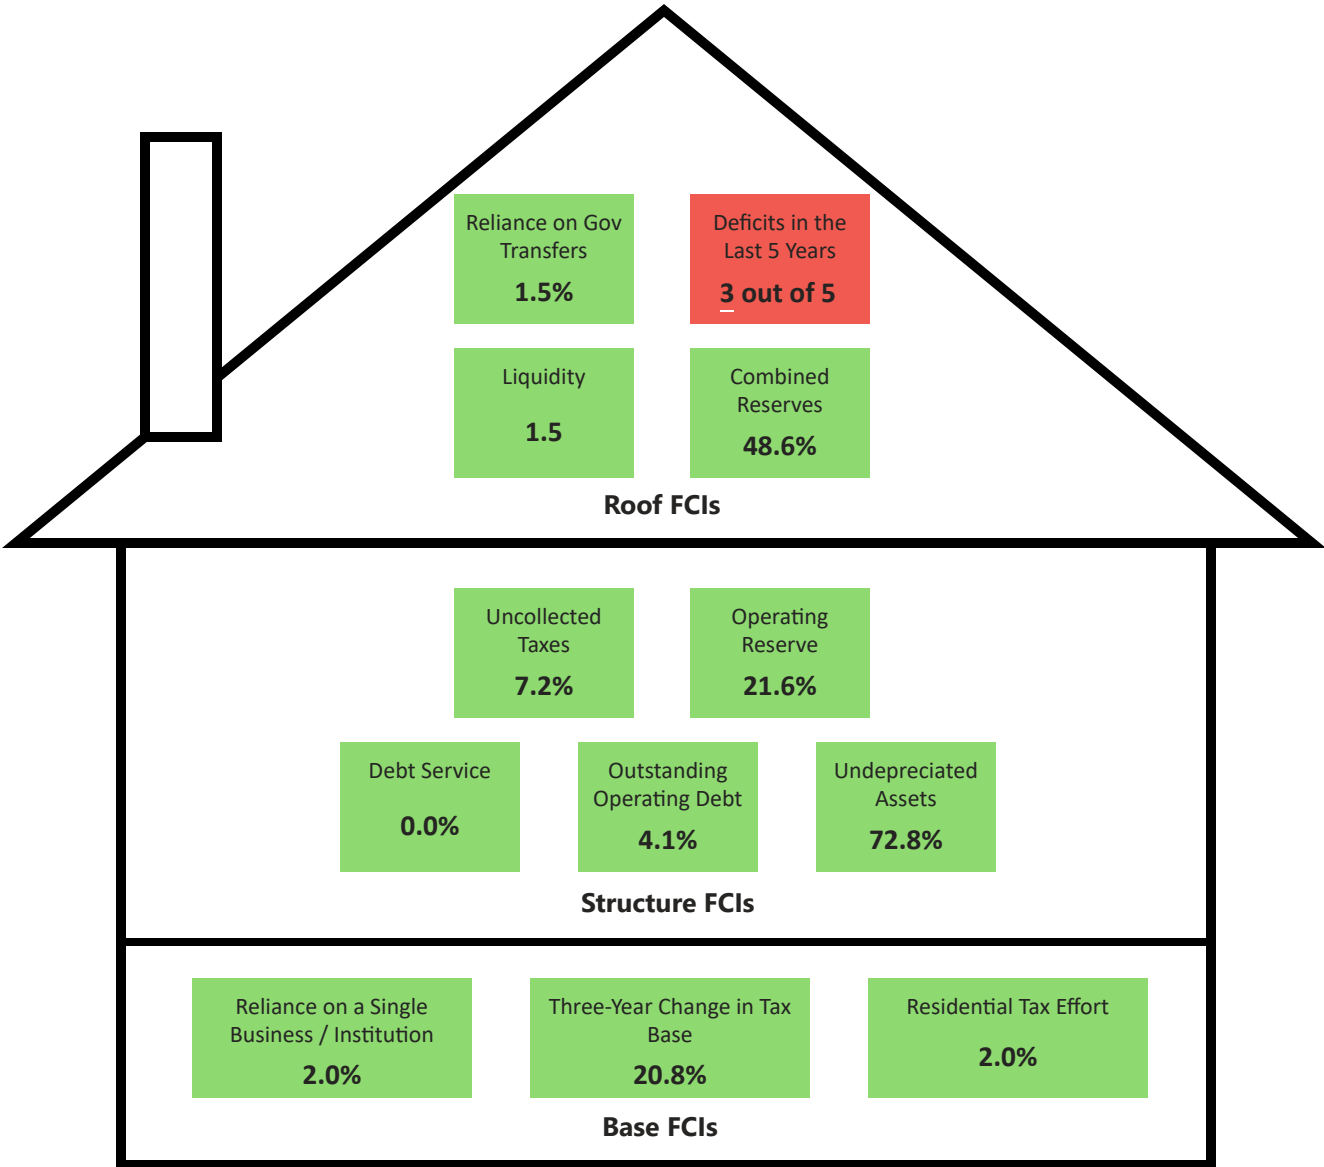 Reliance on Gov
Transfers
1.5%
Deficits in the
Last 5 Years
3 out of 5
Liquidity
1.5
Combined
Reserves
48.6%
Roof FCIs
Uncollected
Taxes
7.2%
Operating
Reserve
21.6%
Debt Service
0.0%
Outstanding
Operating Debt
4.1%
Undepreciated
Assets
72.8%
Structure FCIs
Reliance on a Single
Business / Institution
2.0%
Three-Year Change in Tax
Base
20.8%
Residential Tax Effort
2.0%
Base FCIs